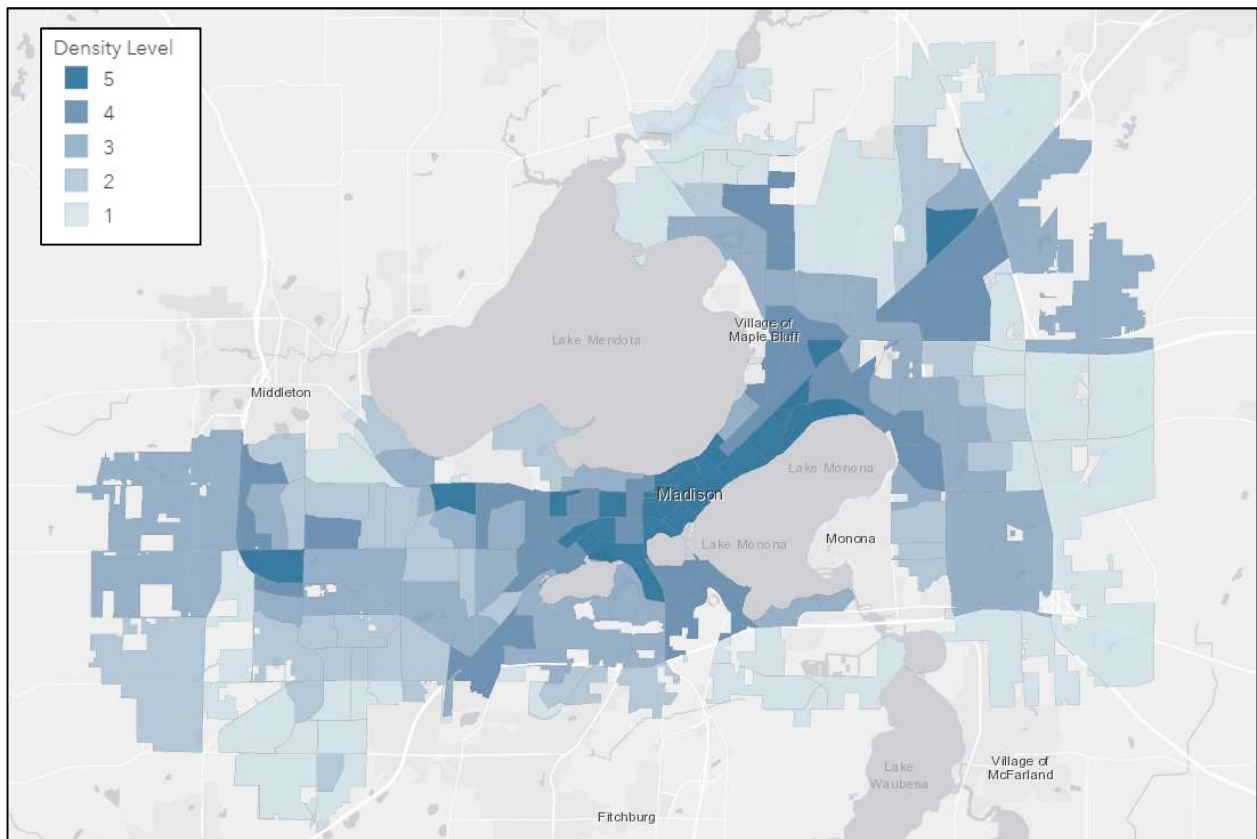 Density Level
5
4
3
2
1
Lake Mendota
Village of
Maple Bluff
Middleton
Lake Monona
Madison
Lake Monona
Monona
Lake
Waubesa
Village of
McFarland
Fitchburg